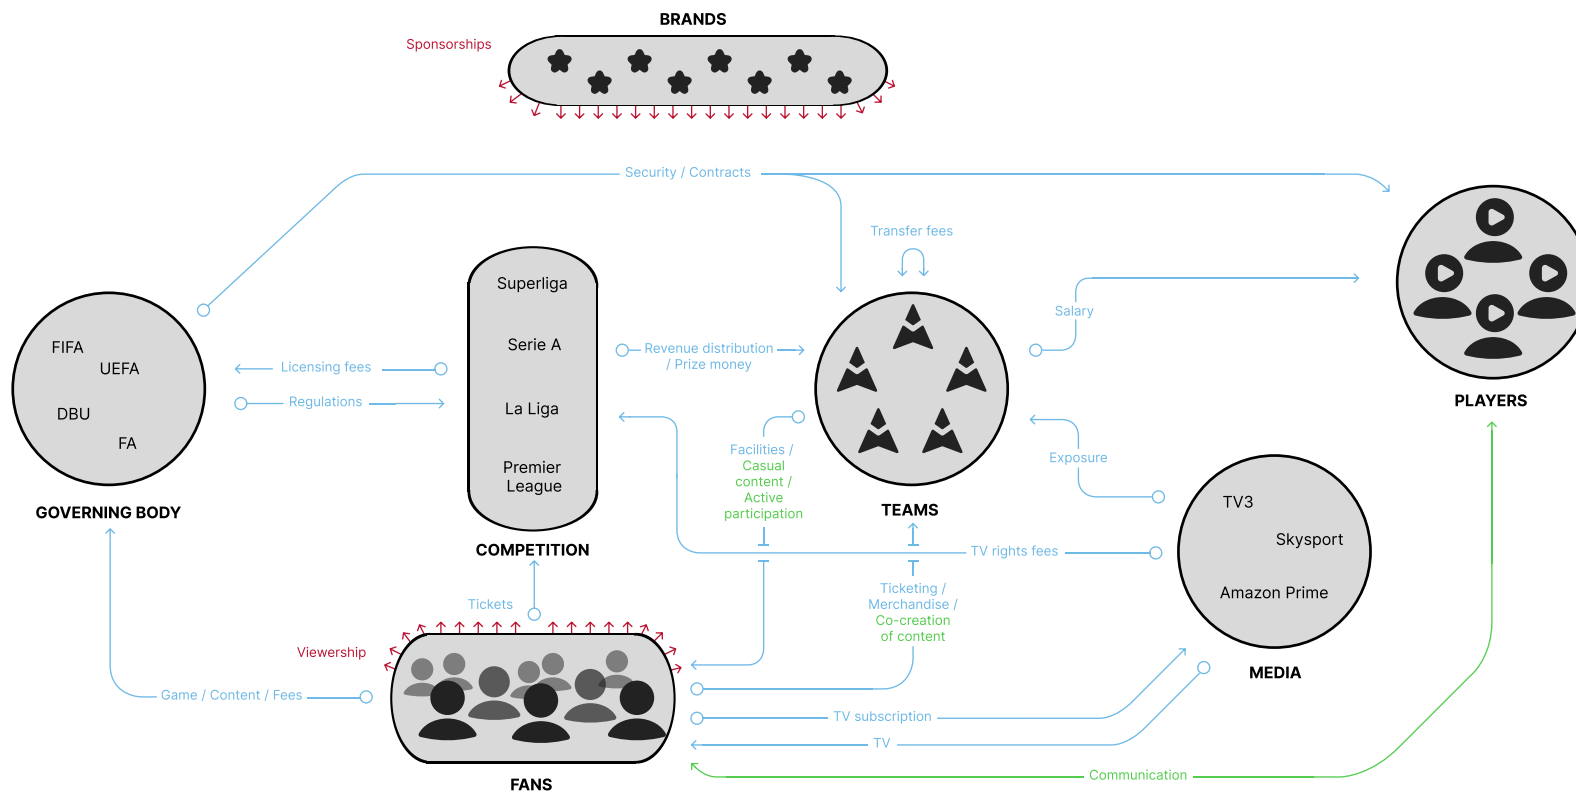 BRANDS
Sponsorships
Security / Contracts
Transfer fees
Superliga
Salary
FIFA
Serie A
Revenue distribution
/ Prize money
UEFA
Licensing fees
PLAYERS
Regulations
DBU
La Liga
FA
Facilities /
Casual
content /
Active
participation
Exposure
Premier
League
TV3
GOVERNING BODY
TEAMS
Skysport
COMPETITION
TV rights fees
Amazon Prime
Tickets
Ticketing /
Merchandise /
Co-creation
of content
Viewership
MEDIA
Game / Content / Fees
TV subscription
TV
Communication
FANS